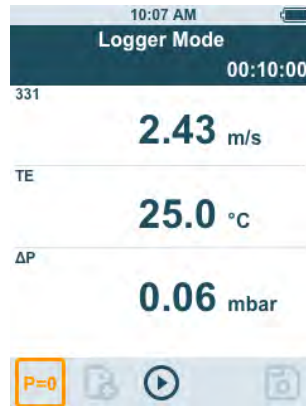 10:07 AM
Logger Mode
00:10:00
331
2.43 m/s
TE
25.0 °C
ΔP
0.06 mbar
P=0